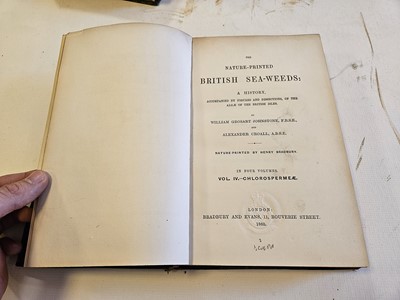 THE
NATURE-PRINTED
BRITISH SEA-WEEDS:
A HISTORY,
ACCOMPANIED BY FIGURES AND DISSECTIONS, OF THE
ALGÆ OF THE BRITISH ISLES.
BY
WILLIAM GROSART JOHNSTONE, F.B.S.E.,
AND
ALEXANDER CROALL, A.B.S.E.
NATURE-PRINTED BY HENRY BRADBURY.
IN FOUR VOLUMES.
VOL. IV.—CHLOROSPERMEÆ.
LONDON:
BRADBURY AND EVANS, 11, BOUVERIE STREET.
1860.